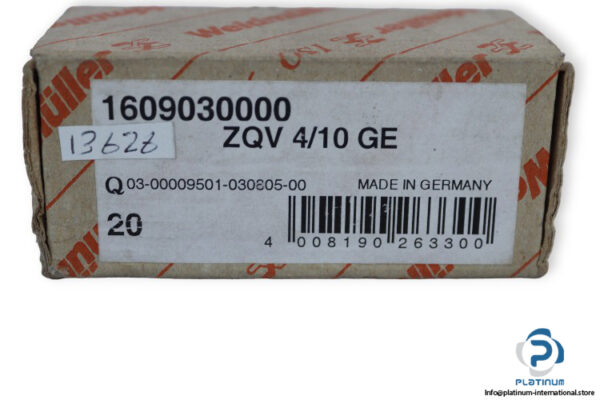 1609030000
ZQV 4/10 GE
13626
Q 03-00009501-030805-00
MADE IN GERMANY
20
4 008190 263300
müller
PLATINUM
Info@platinum-international.store